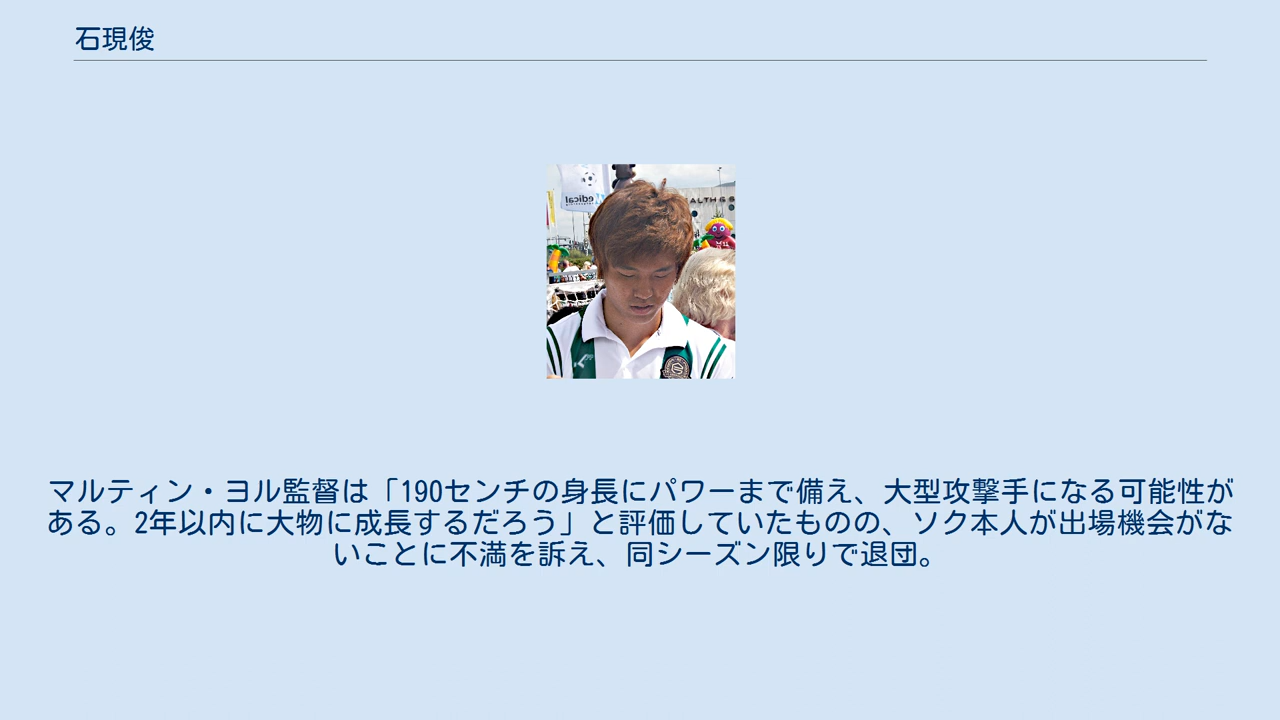 石現俊
edical
EALTH & S
マルティン・ヨル監督は「190センチの身長にパワーまで備え、大型攻撃手になる可能性が
ある。2年以内に大物に成長するだろう」と評価していたものの、ソク本人が出場機会がな
いことに不満を訴え、同シーズン限りで退団。